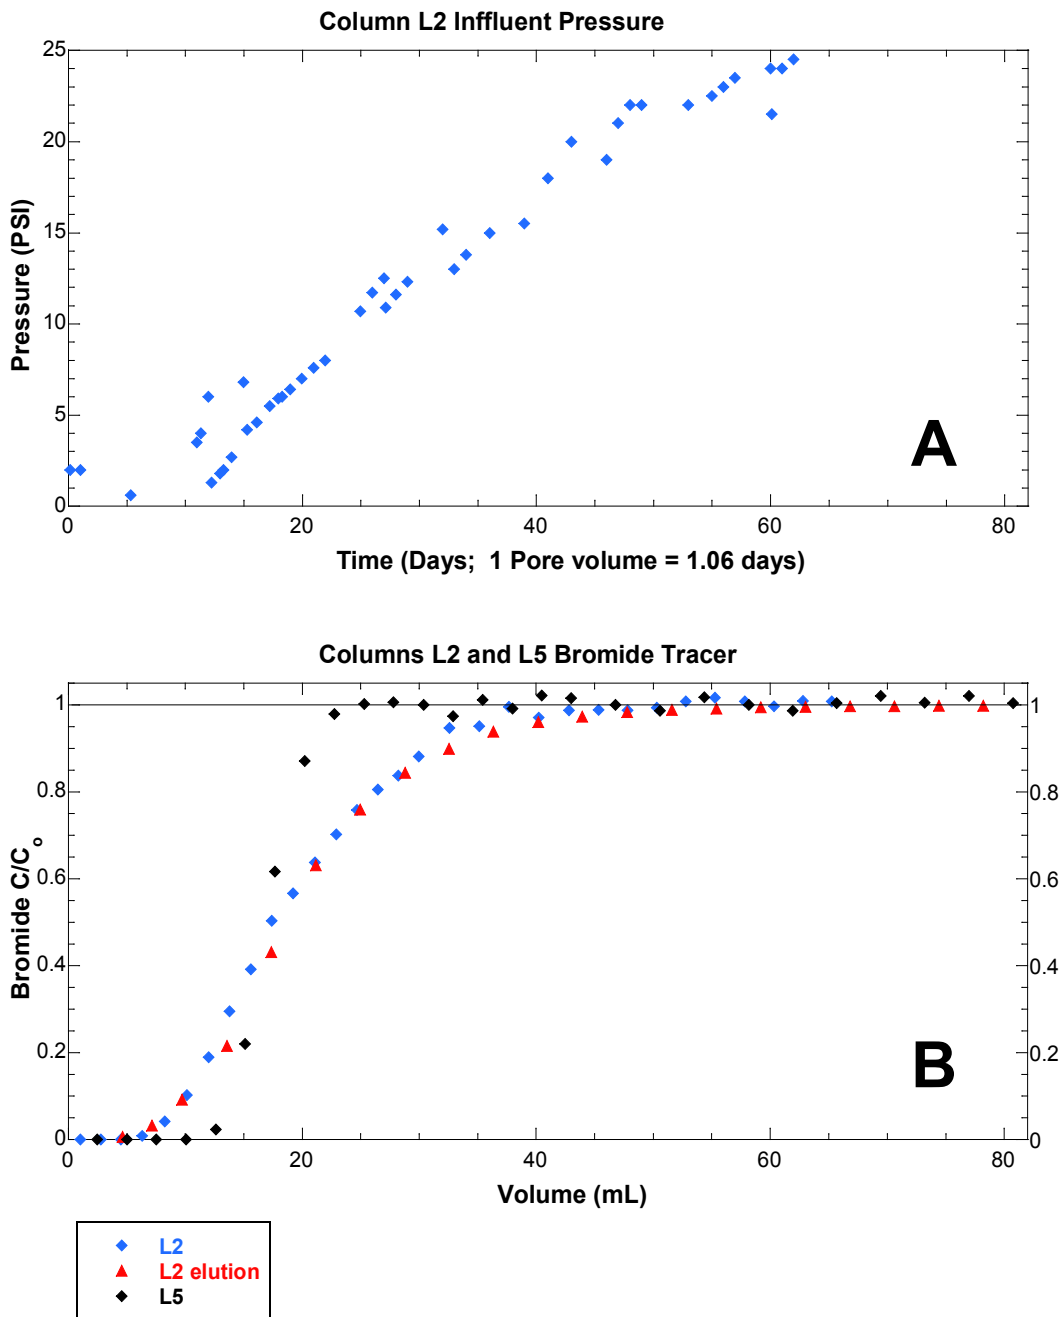 Column L2 Inffluent Pressure
25
20
15
10
5
0
Pressure (PSI)
A
0 20 40 60 80
Time (Days; 1 Pore volume = 1.06 days)
Columns L2 and L5 Bromide Tracer
1
0.8
0.6
0.4
0.2
0
Bromide C/Co
1
0.8
0.6
0.4
0.2
0
B
0 20 40 60 80
Volume (mL)
L2
L2 elution
L5